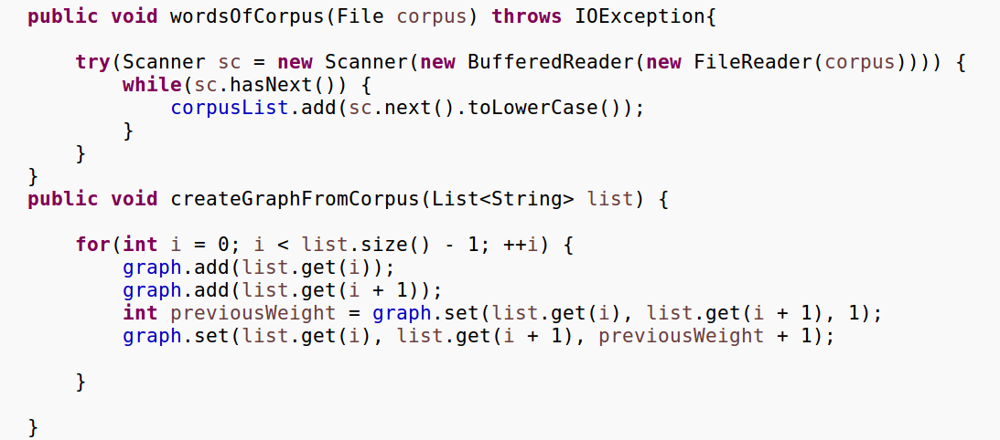 public void wordsOfCorpus(File corpus) throws IOException{
try(Scanner sc = new Scanner(new BufferedReader(new FileReader(corpus)))) {
while(sc.hasNext()) {
corpusList.add(sc.next().toLowerCase());
}
}
}
public void createGraphFromCorpus(List<String> list) {
for(int i = 0; i < list.size() - 1; ++i) {
graph.add(list.get(i));
graph.add(list.get(i + 1));
int previousWeight = graph.set(list.get(i), list.get(i + 1), 1);
graph.set(list.get(i), list.get(i + 1), previousWeight + 1);
}
}